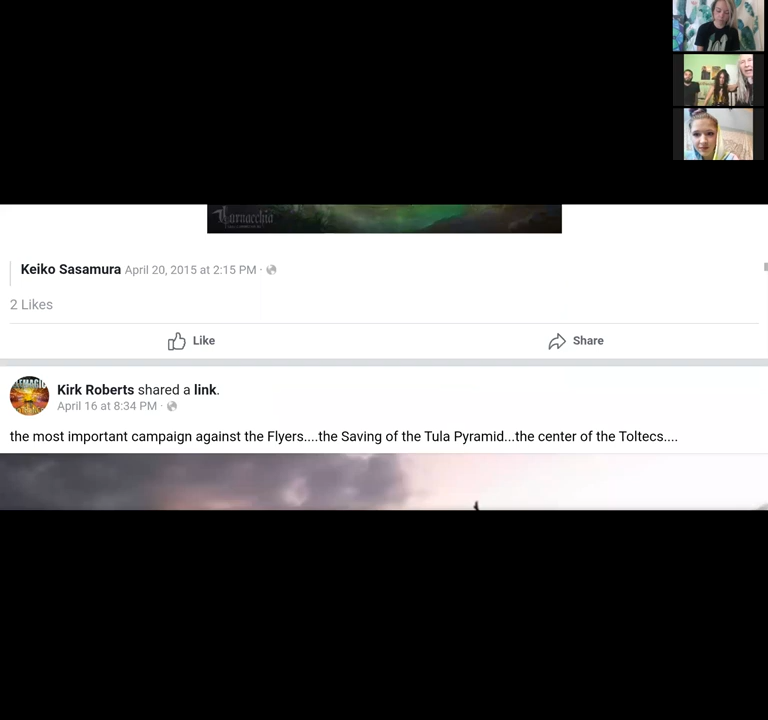 Keiko Sasamura April 20, 2015 at 2:15 PM ·
2 Likes
Like
Share
Kirk Roberts shared a link.
April 16 at 8:34 PM ·
the most important campaign against the Flyers....the Saving of the Tula Pyramid...the center of the Toltecs....